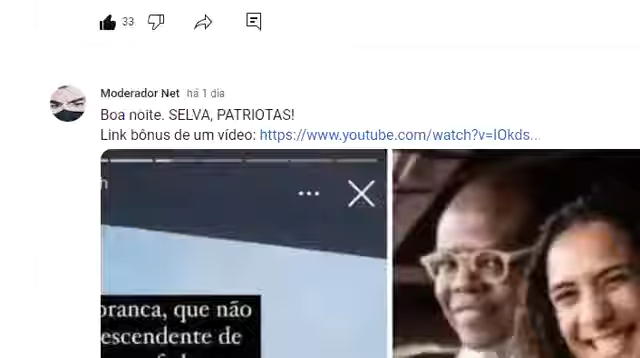 33
Moderador Net há 1 dia
Boa noite. SELVA, PATRIOTAS!
Link bônus de um vídeo: https://www.youtube.com/watch?v=IOkds...
branca, que não
escendente de